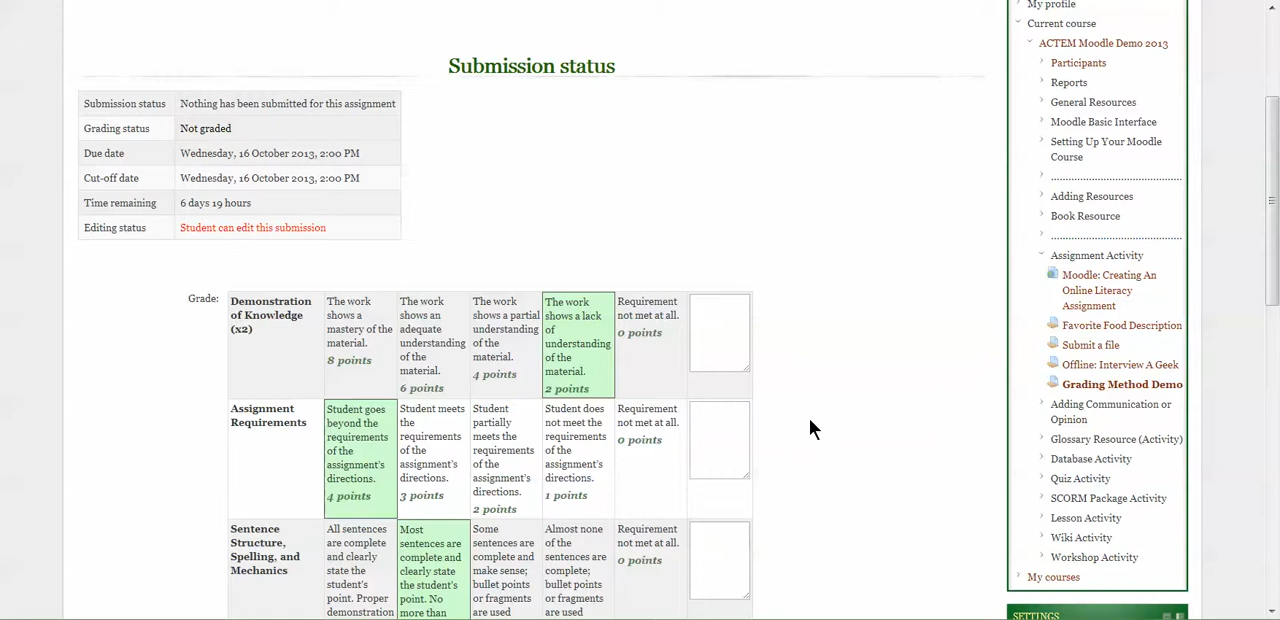 Submission status
Submission status Nothing has been submitted for this assignment
Grading status Not graded
Due date Wednesday, 16 October 2013, 2:00 PM
Cut-off date Wednesday, 16 October 2013, 2:00 PM
Time remaining 6 days 19 hours
Editing status Student can edit this submission
Grade:
Demonstration
of Knowledge
(x2)
The work
shows a
mastery of the
material.
8 points
The work
shows an
adequate
understanding
of the
material.
6 points
The work
shows a partial
understanding
of the
material.
4 points
The work
shows a lack
of
understanding
of the
material.
2 points
Requirement
not met at all.
0 points
Assignment
Requirements
Student goes
beyond the
requirements
of the
assignment's
directions.
4 points
Student meets
the
requirements
of the
assignment's
directions.
3 points
Student
partially
meets the
requirements
of the
assignment's
directions.
2 points
Student does
not meet the
requirements
of the
assignment's
directions.
1 points
Requirement
not met at all.
0 points
Sentence
Structure,
Spelling, and
Mechanics
All sentences
are complete
and clearly
state the
student's
point. Proper
demonstration
Most
sentences are
complete and
clearly state
the student's
point. No
more than
Some
sentences are
complete and
make sense;
bullet points
or fragments
are used
Almost none
of the
sentences are
complete;
bullet points
or fragments
are used
Requirement
not met at all.
0 points
My profile
Current course
ACTEM Moodle Demo 2013
Participants
Reports
General Resources
Moodle Basic Interface
Setting Up Your Moodle
Course
....................................
Adding Resources
Book Resource
....................................
Assignment Activity
Moodle: Creating An
Online Literacy
Assignment
Favorite Food Description
Submit a file
Offline: Interview A Geek
Grading Method Demo
Adding Communication or
Opinion
Glossary Resource (Activity)
Database Activity
Quiz Activity
SCORM Package Activity
Lesson Activity
Wiki Activity
Workshop Activity
My courses
SETTINGS